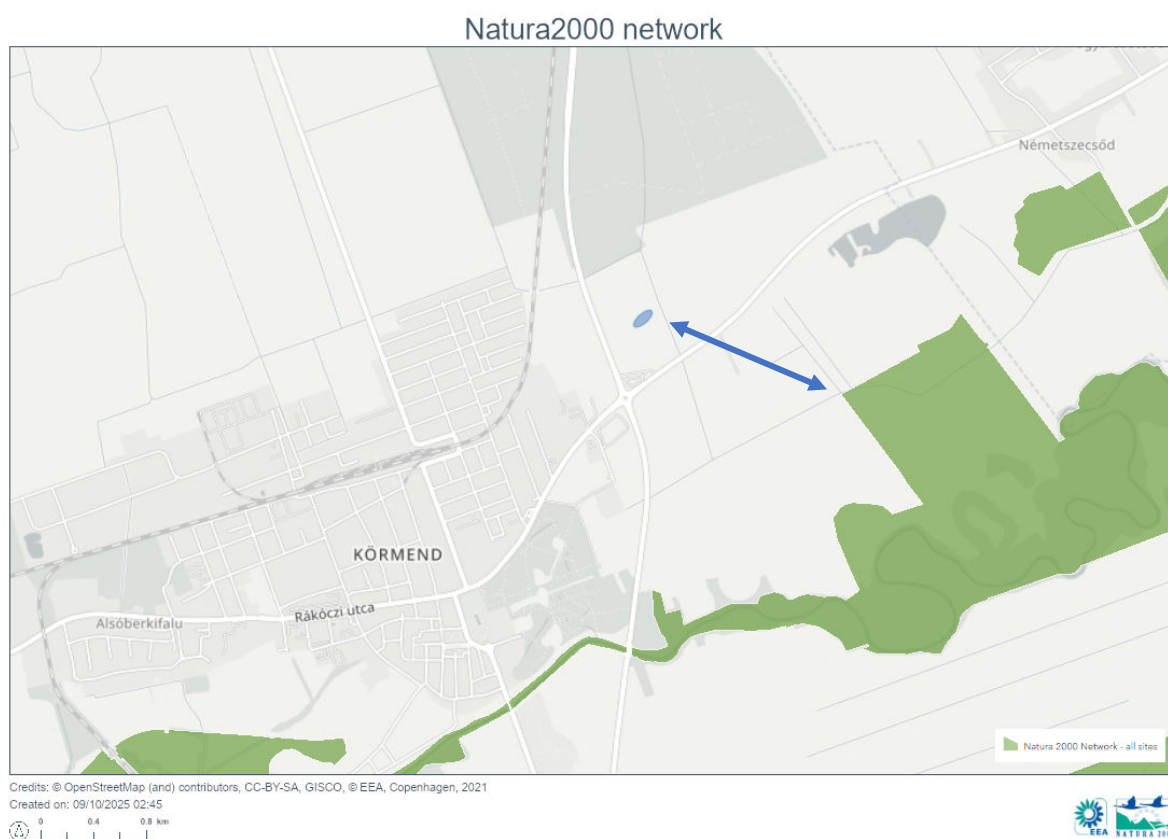 Natura2000 network
Németszecsőd
KÖRMEND
Rákóczi utca
Alsóberkifalu
Natura 2000 Network - all sites
Credits: © OpenStreetMap (and) contributors, CC-BY-SA, GISCO, © EEA, Copenhagen, 2021
Created on: 09/10/2025 02:45
0 0.4 0.8 km
EEA